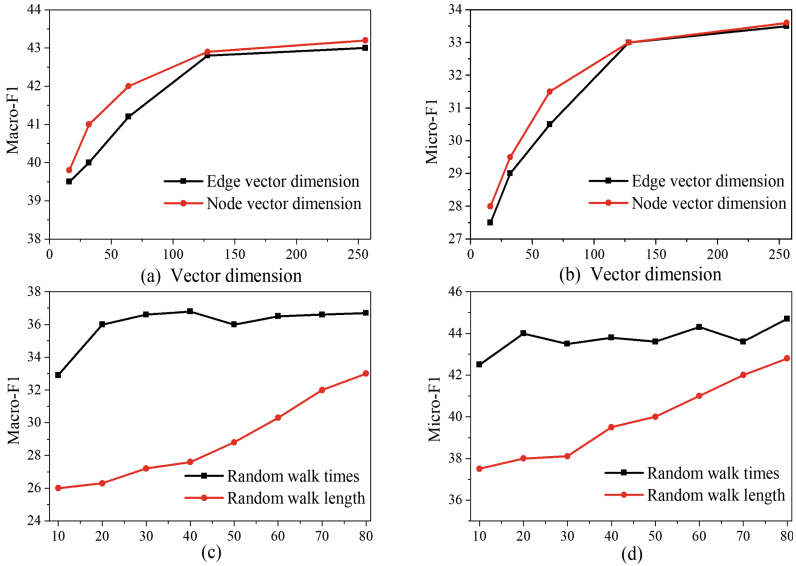 44
43
42
41
40
39
38
Macro-F1
Edge vector dimension
Node vector dimension
0 50 100 150 200 250
(a) Vector dimension
34
33
32
31
30
29
28
27
Micro-F1
Edge vector dimension
Node vector dimension
0 50 100 150 200 250
(b) Vector dimension
38
36
34
32
30
28
26
24
Macro-F1
Random walk times
Random walk length
10 20 30 40 50 60 70 80
(c)
46
44
42
40
38
36
Micro-F1
Random walk times
Random walk length
10 20 30 40 50 60 70 80
(d)